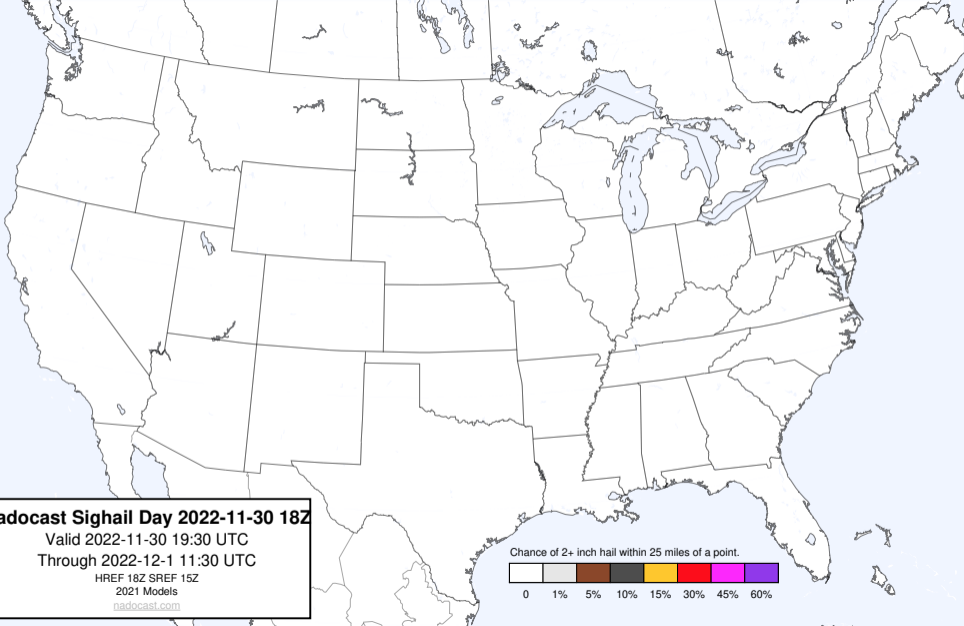 adocast Sighail Day 2022-11-30 18Z
Valid 2022-11-30 19:30 UTC
Through 2022-12-1 11:30 UTC
HREF 18Z SREF 15Z
2021 Models
nadocast.com
Chance of 2+ inch hail within 25 miles of a point.
0 1% 5% 10% 15% 30% 45% 60%